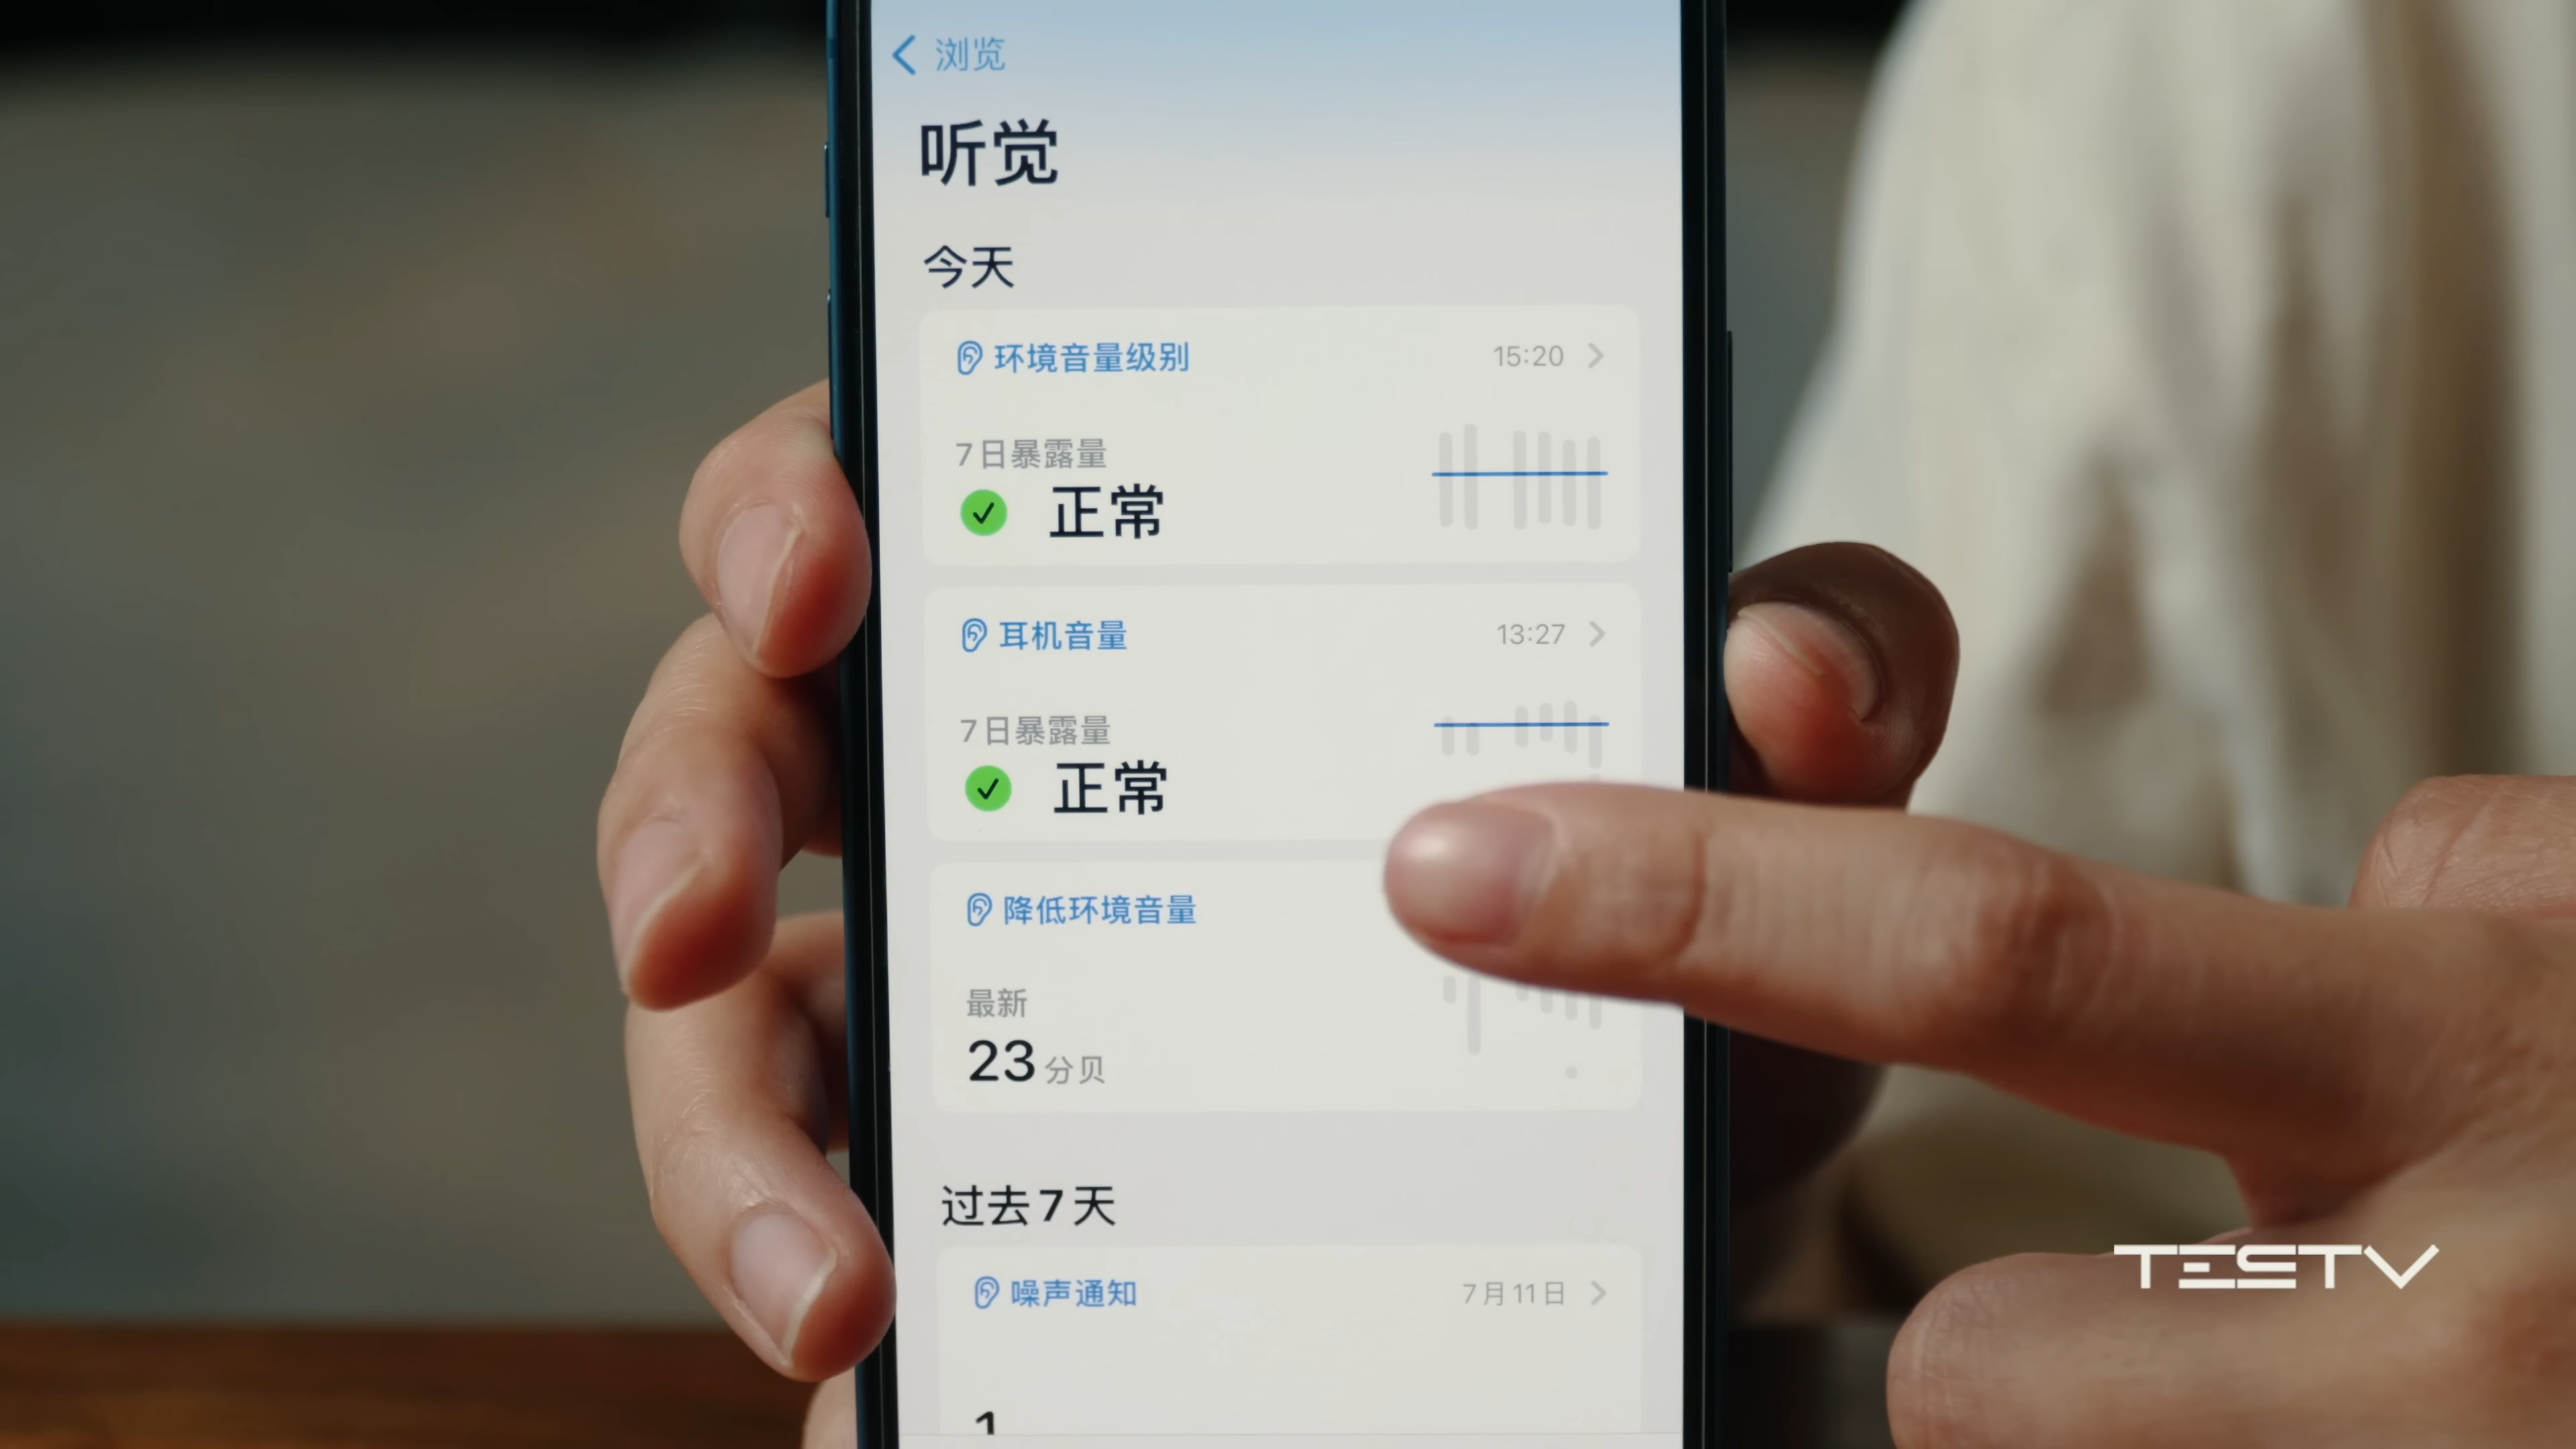 浏览
听觉
今天
环境音量级别 15:20
7日暴露量
正常
耳机音量 13:27
7日暴露量
正常
降低环境音量
最新
23分贝
过去7天
噪声通知 7月11日
1
TESTV